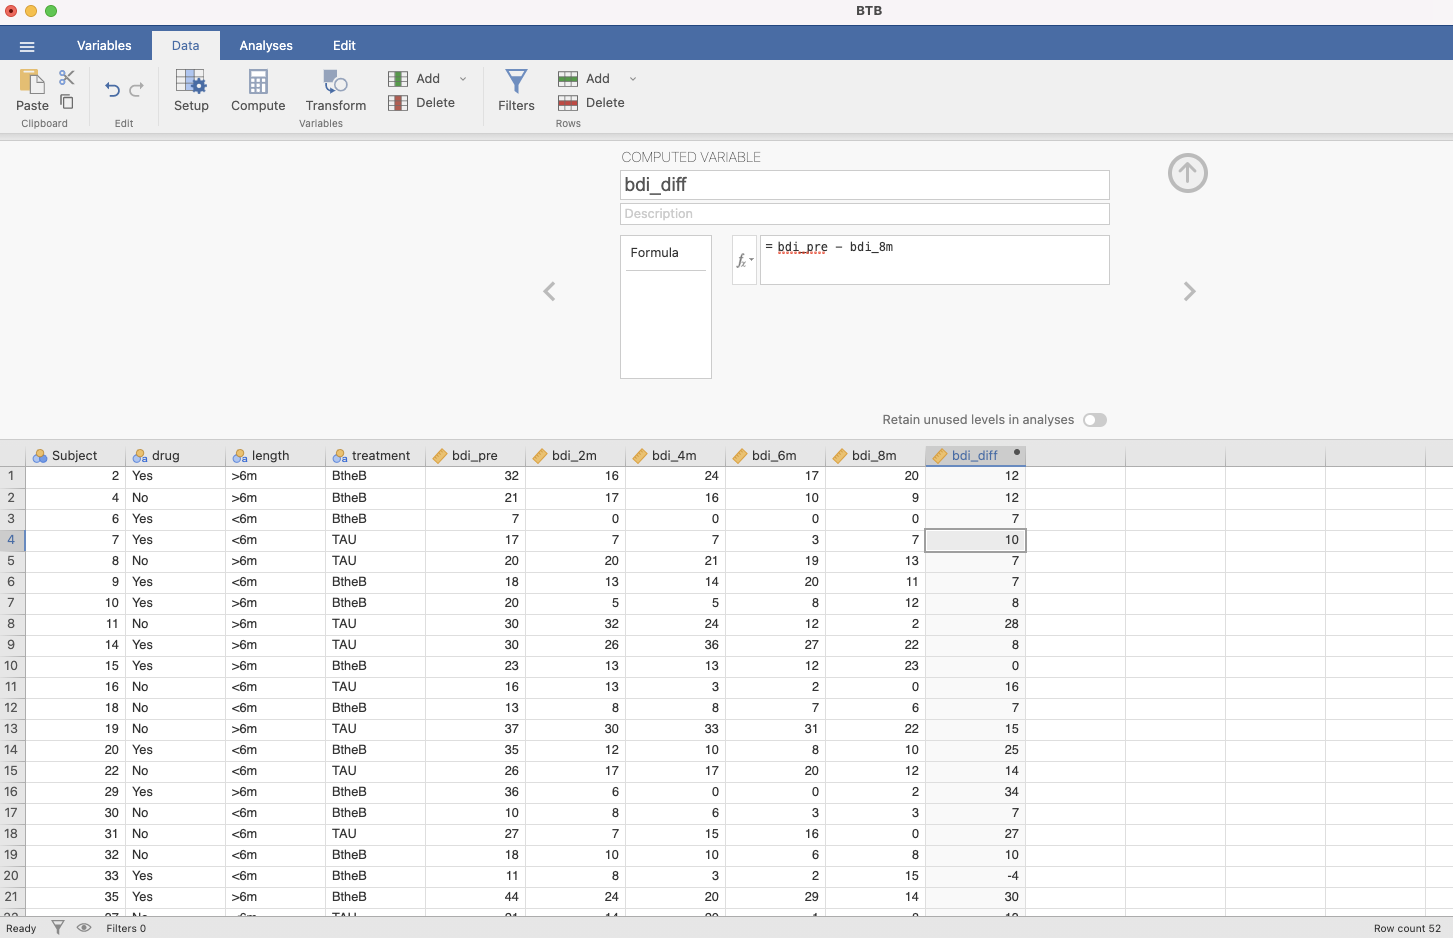 BTB
Variables Data Analyses Edit
Paste Setup Compute Transform Add Delete Filters Add Delete
Clipboard Edit Variables Rows
COMPUTED VARIABLE
bdi_diff
Description
Formula
fx
= bdi_pre − bdi_8m
Retain unused levels in analyses
Subject drug length treatment bdi_pre bdi_2m bdi_4m bdi_6m bdi_8m bdi_diff
1 2 Yes >6m BtheB 32 16 24 17 20 12
2 4 No >6m BtheB 21 17 16 10 9 12
3 6 Yes <6m BtheB 7 0 0 0 0 7
4 7 Yes <6m TAU 17 7 7 3 7 10
5 8 No >6m TAU 20 20 21 19 13 7
6 9 Yes <6m BtheB 18 13 14 20 11 7
7 10 Yes >6m BtheB 20 5 5 8 12 8
8 11 No >6m TAU 30 32 24 12 2 28
9 14 Yes >6m TAU 30 26 36 27 22 8
10 15 Yes >6m BtheB 23 13 13 12 23 0
11 16 No <6m TAU 16 13 3 2 0 16
12 18 No <6m BtheB 13 8 8 7 6 7
13 19 No >6m TAU 37 30 33 31 22 15
14 20 Yes <6m BtheB 35 12 10 8 10 25
15 22 No <6m TAU 26 17 17 20 12 14
16 29 Yes >6m BtheB 36 6 0 0 2 34
17 30 No <6m BtheB 10 8 6 3 3 7
18 31 No <6m TAU 27 7 15 16 0 27
19 32 No <6m BtheB 18 10 10 6 8 10
20 33 Yes <6m BtheB 11 8 3 2 15 -4
21 35 Yes >6m BtheB 44 24 20 29 14 30
Ready Filters 0 Row count 52